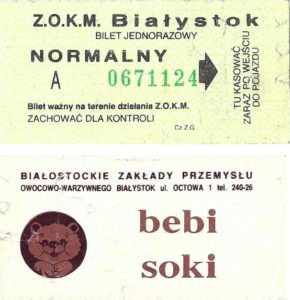 Z.O.K.M. Białystok
BILET JEDNORAZOWY
NORMALNY
A 0671124
Bilet ważny na terenie działania Z.O.K.M.
ZACHOWAĆ DLA KONTROLI
Cz.Z.G.
TU KASOWAĆ
ZARAZ PO WEJŚCIU
DO POJAZDU
BIAŁOSTOCKIE ZAKŁADY PRZEMYSŁU
OWOCOWO-WARZYWNEGO BIAŁYSTOK ul. OCTOWA 1 tel. 240-26
bebi
soki